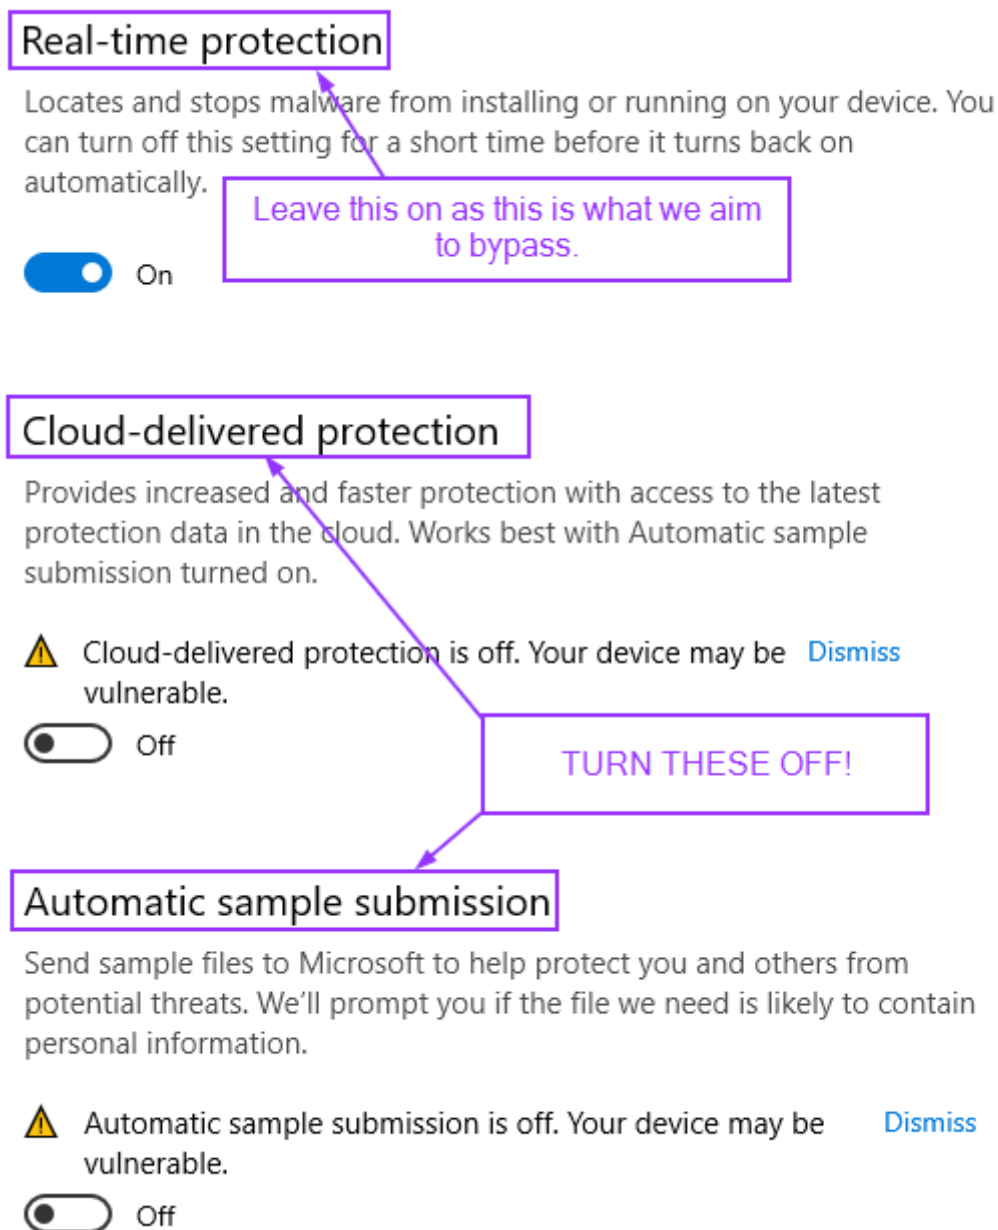 Real-time protection
Locates and stops malware from installing or running on your device. You
can turn off this setting for a short time before it turns back on
automatically.
Leave this on as this is what we aim
to bypass.
On
Cloud-delivered protection
Provides increased and faster protection with access to the latest
protection data in the cloud. Works best with Automatic sample
submission turned on.
Cloud-delivered protection is off. Your device may be Dismiss
vulnerable.
Off
TURN THESE OFF!
Automatic sample submission
Send sample files to Microsoft to help protect you and others from
potential threats. We’ll prompt you if the file we need is likely to contain
personal information.
Automatic sample submission is off. Your device may be Dismiss
vulnerable.
Off